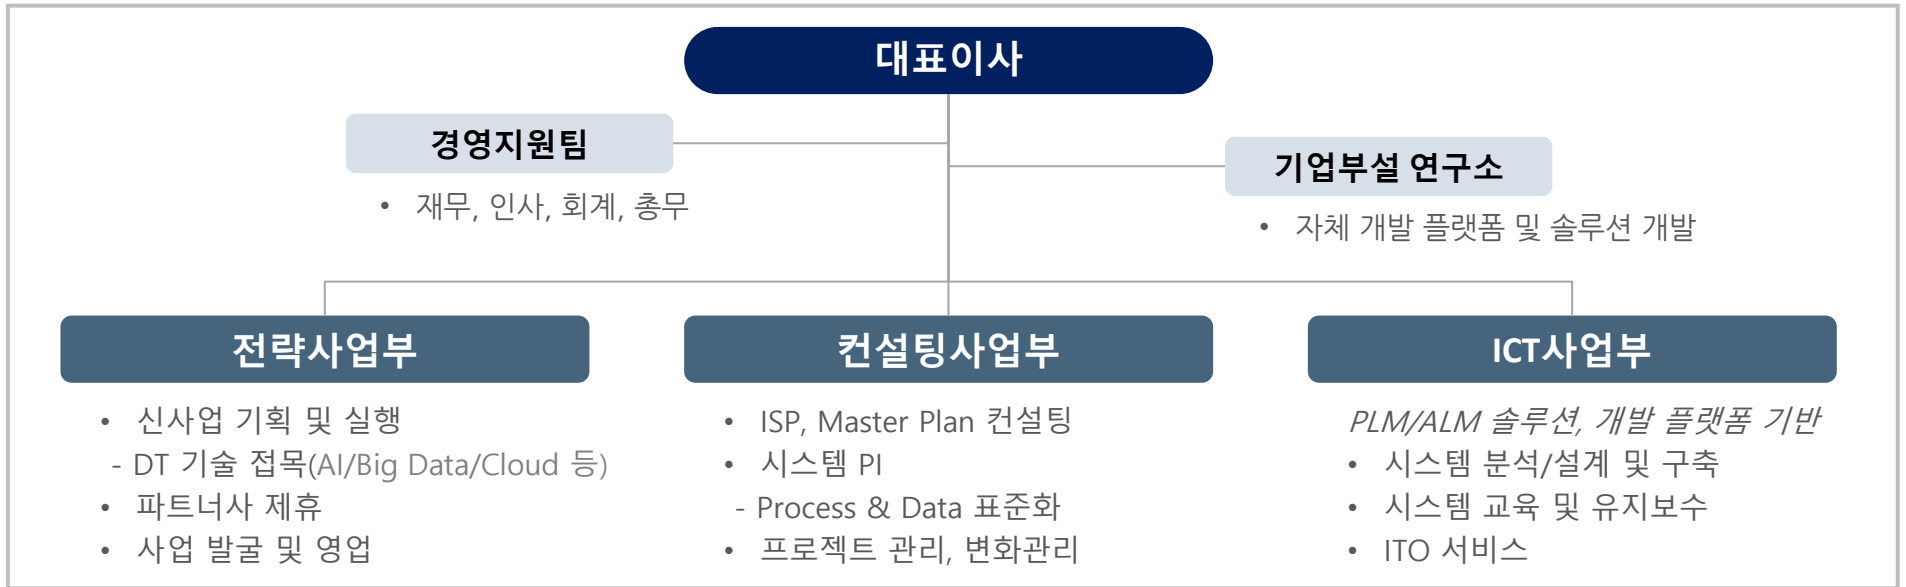 대표이사
경영지원팀
• 재무, 인사, 회계, 총무
기업부설 연구소
• 자체 개발 플랫폼 및 솔루션 개발
전략사업부
• 신사업 기획 및 실행
- DT 기술 접목(AI/Big Data/Cloud 등)
• 파트너사 제휴
• 사업 발굴 및 영업
컨설팅사업부
• ISP, Master Plan 컨설팅
• 시스템 PI
- Process & Data 표준화
• 프로젝트 관리, 변화관리
ICT사업부
PLM/ALM 솔루션, 개발 플랫폼 기반
• 시스템 분석/설계 및 구축
• 시스템 교육 및 유지보수
• ITO 서비스